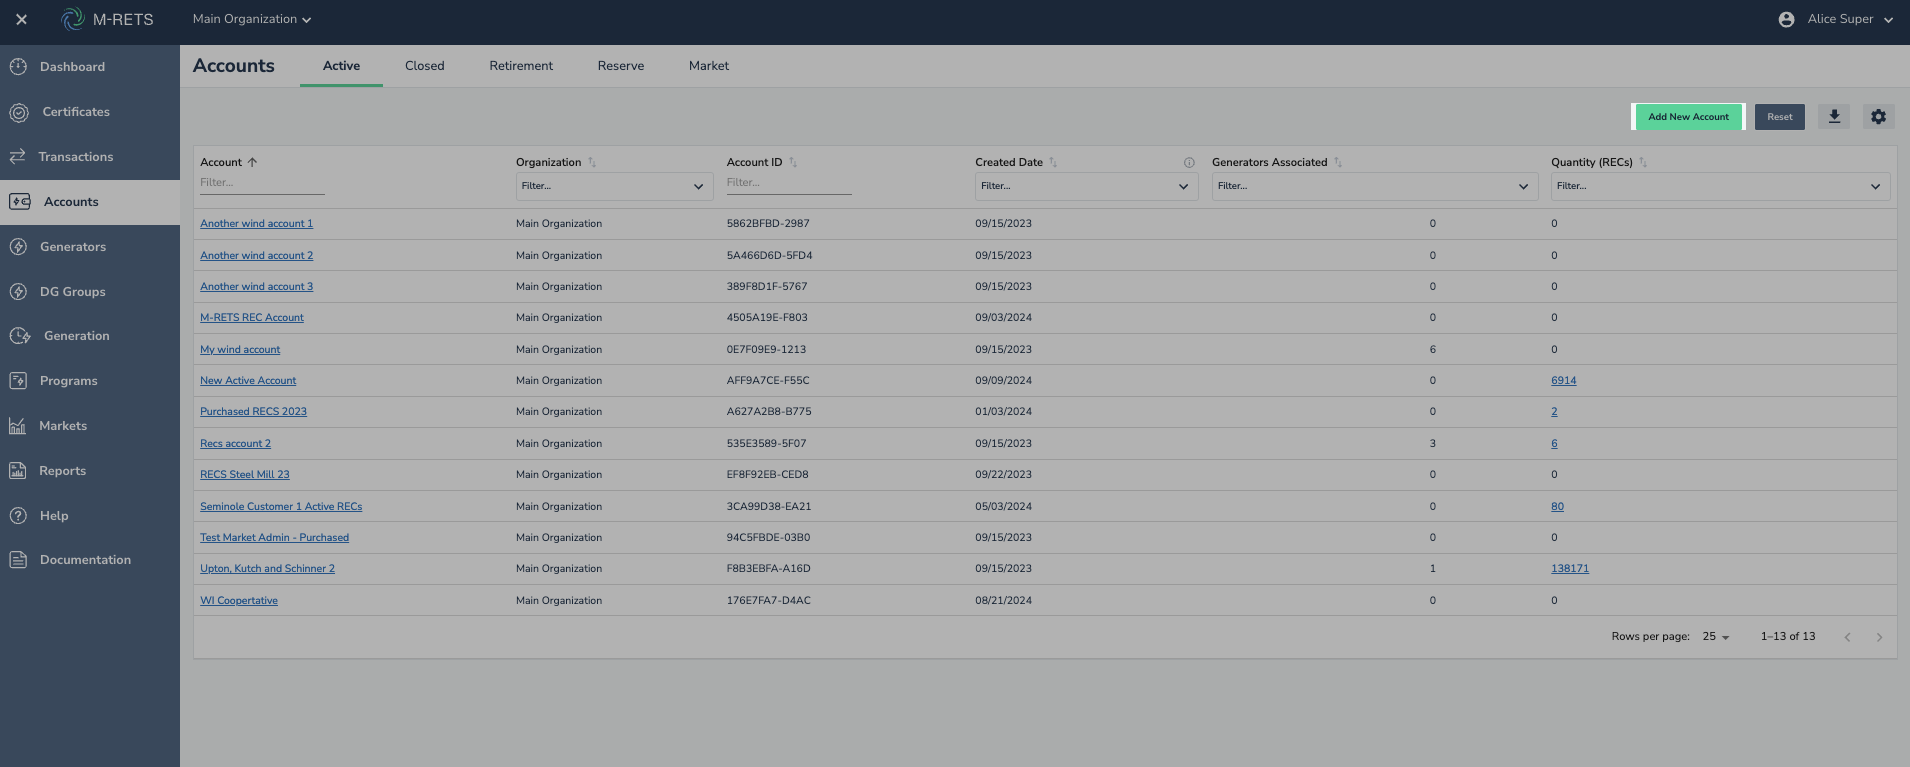 M-RETS Main Organization Alice Super
Dashboard
Certificates
Transactions
Accounts
Generators
DG Groups
Generation
Programs
Markets
Reports
Help
Documentation
Accounts Active Closed Retirement Reserve Market
Add New Account Reset
Account Organization Account ID Created Date Generators Associated Quantity (RECs)
Filter... Filter... Filter... Filter... Filter... Filter...
Another wind account 1 Main Organization 5862BFBD-2987 09/15/2023 0 0
Another wind account 2 Main Organization 5A466D6D-5FD4 09/15/2023 0 0
Another wind account 3 Main Organization 389F8D1F-5767 09/15/2023 0 0
M-RETS REC Account Main Organization 4505A19E-F803 09/03/2024 0 0
My wind account Main Organization 0E7F09E9-1213 09/15/2023 6 0
New Active Account Main Organization AFF9A7CE-F55C 09/09/2024 0 6914
Purchased RECS 2023 Main Organization A627A2B8-B775 01/03/2024 0 2
Recs account 2 Main Organization 535E3589-5F07 09/15/2023 3 6
RECS Steel Mill 23 Main Organization EF8F92EB-CED8 09/22/2023 0 0
Seminole Customer 1 Active RECs Main Organization 3CA99D38-EA21 05/03/2024 0 80
Test Market Admin - Purchased Main Organization 94C5FBDE-03B0 09/15/2023 0 0
Upton, Kutch and Schinner 2 Main Organization F8B3EBFA-A16D 09/15/2023 1 138171
WI Coopertative Main Organization 176E7FA7-D4AC 08/21/2024 0 0
Rows per page: 25 1–13 of 13